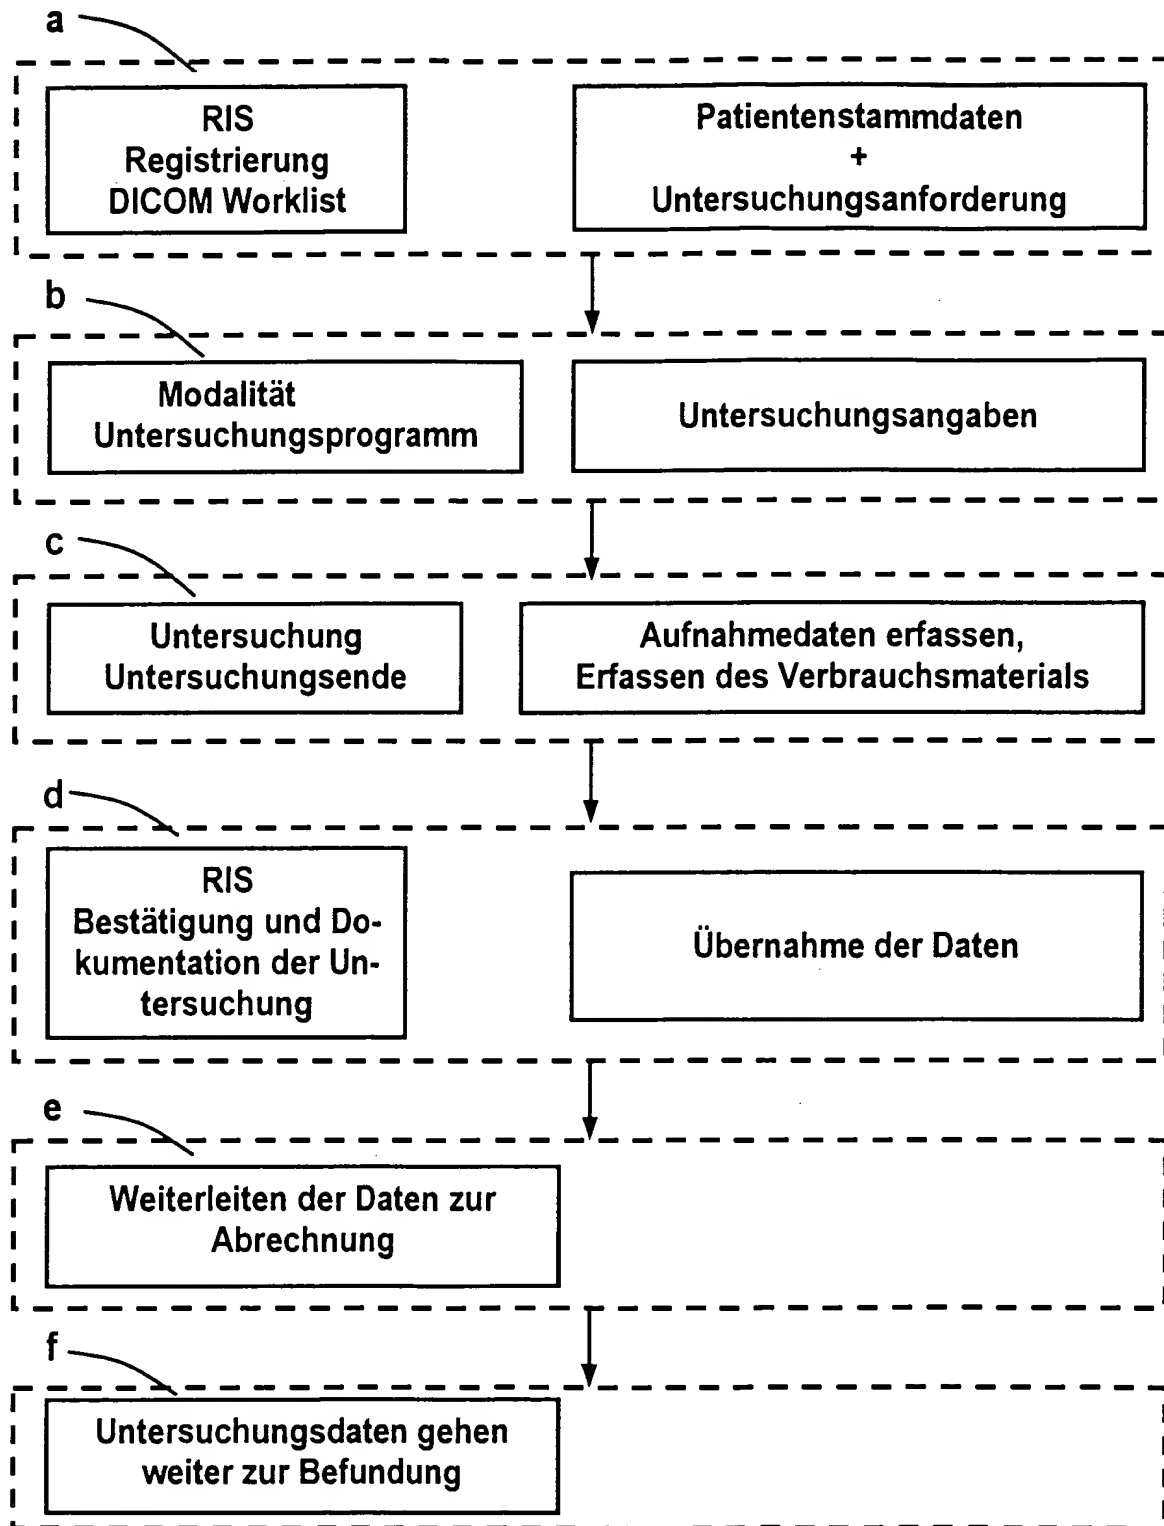 a
RIS
Registrierung
DICOM Worklist
Patientenstammdaten
+
Untersuchungsanforderung
b
Modalität
Untersuchungsprogramm
Untersuchungsangaben
c
Untersuchung
Untersuchungsende
Aufnahmedaten erfassen,
Erfassen des Verbrauchsmaterials
d
RIS
Bestätigung und Do-
kumentation der Un-
tersuchung
Übernahme der Daten
e
Weiterleiten der Daten zur
Abrechnung
f
Untersuchungsdaten gehen
weiter zur Befundung